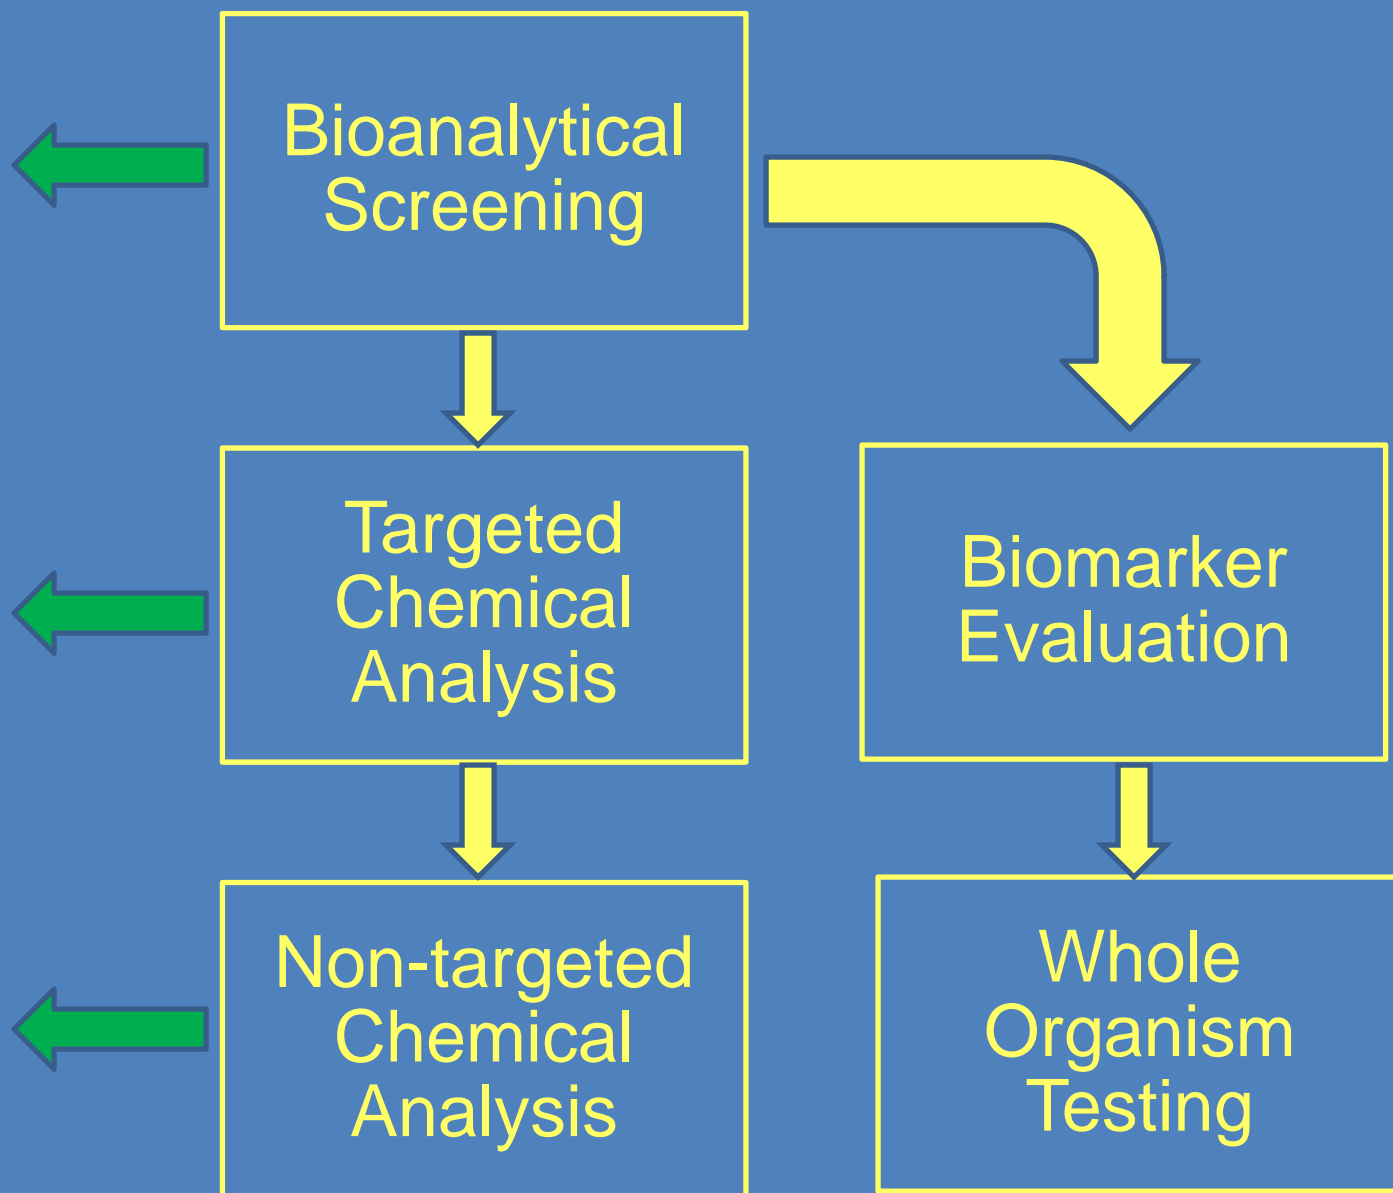 Bioanalytical
Screening
Targeted
Chemical
Analysis
Biomarker
Evaluation
Non-targeted
Chemical
Analysis
Whole
Organism
Testing